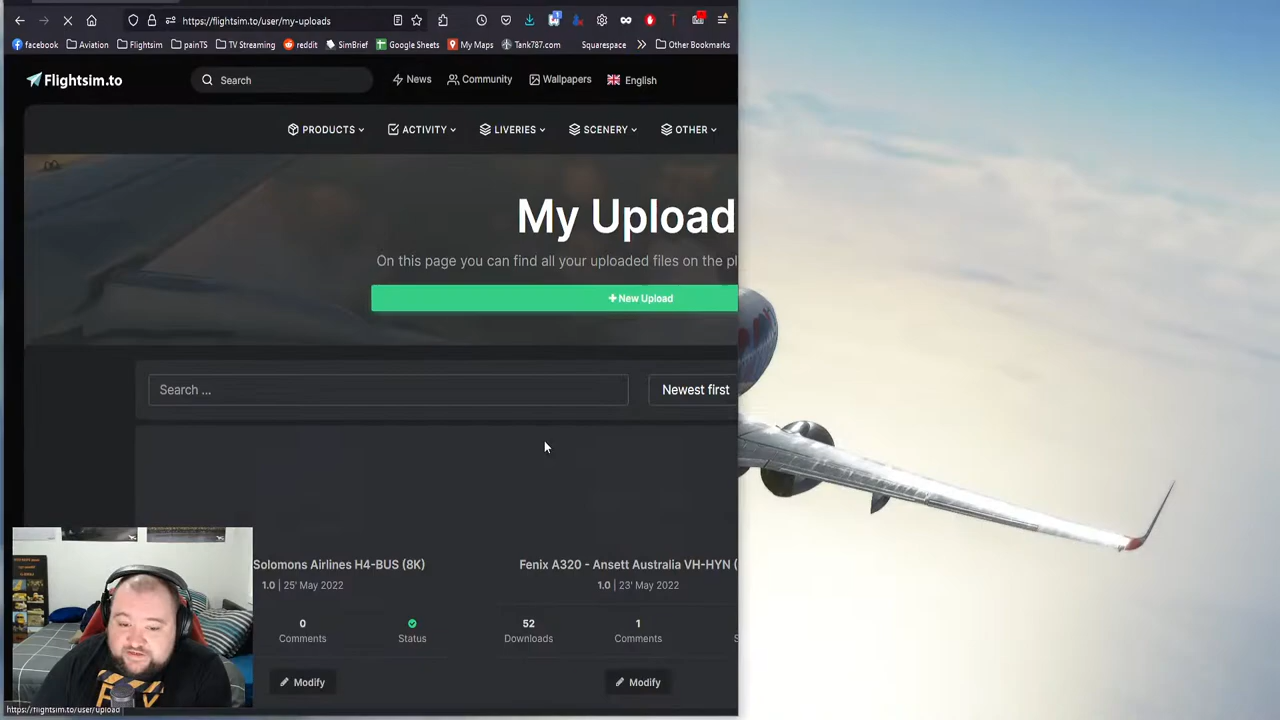 https://flightsim.to/user/my-uploads
facebook Aviation Flightsim painTS TV Streaming reddit SimBrief Google Sheets My Maps Tank787.com Squarespace Other Bookmarks
Flightsim.to Search News Community Wallpapers English
PRODUCTS ACTIVITY LIVERIES SCENERY OTHER
My Upload
On this page you can find all your uploaded files on the pl
+ New Upload
Search ... Newest first
Solomons Airlines H4-BUS (8K) Fenix A320 - Ansett Australia VH-HYN (
1.0 | 25' May 2022 1.0 | 23' May 2022
0 52 1
Comments Status Downloads Comments S
Modify Modify
https://flightsim.to/user/upload